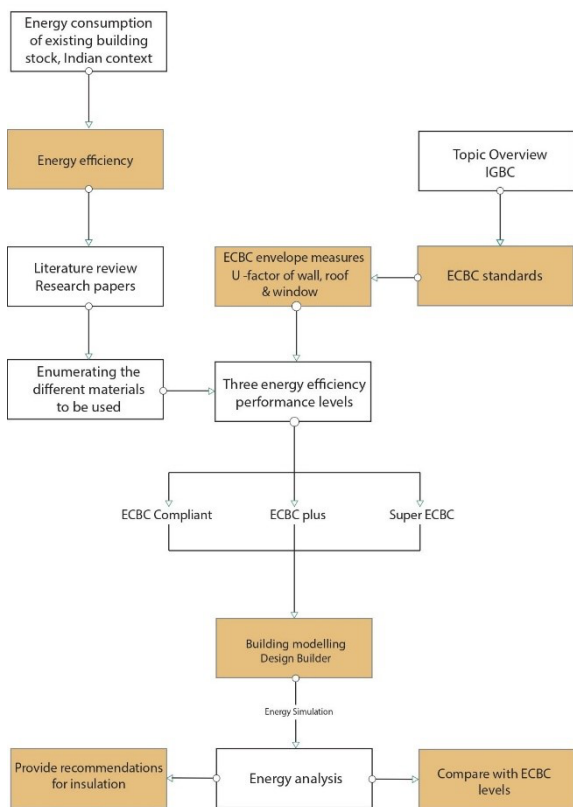 Energy consumption
of existing building
stock, Indian context
Energy efficiency
Topic Overview
IGBC
Literature review
Research papers
ECBC envelope measures
U -factor of wall, roof
& window
ECBC standards
Enumerating the
different materials
to be used
Three energy efficiency
performance levels
ECBC Compliant
ECBC plus
Super ECBC
Building modelling
Design Builder
Energy Simulation
Provide recommendations
for insulation
Energy analysis
Compare with ECBC
levels